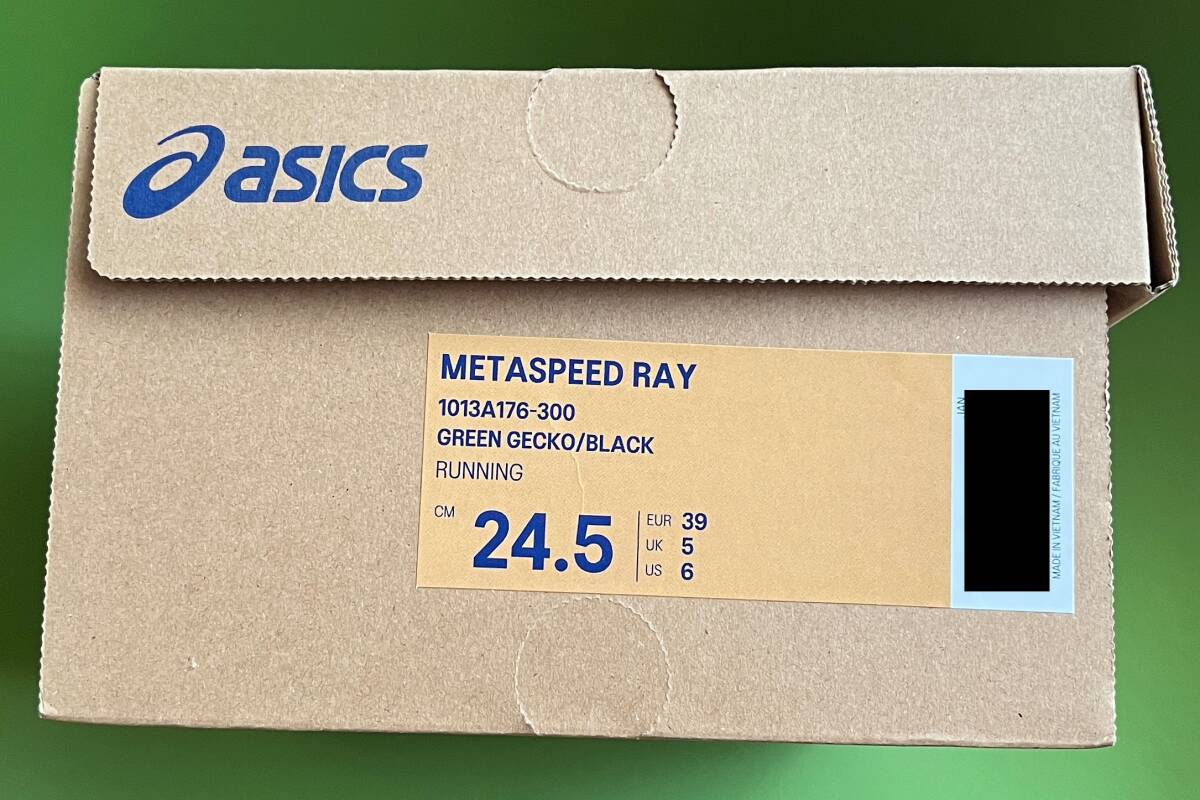 asics
METASPEED RAY
1013A176-300
GREEN GECKO/BLACK
RUNNING
CM 24.5
EUR 39
UK 5
US 6
JAN
MADE IN VIETNAM / FABRIQUE AU VIETNAM